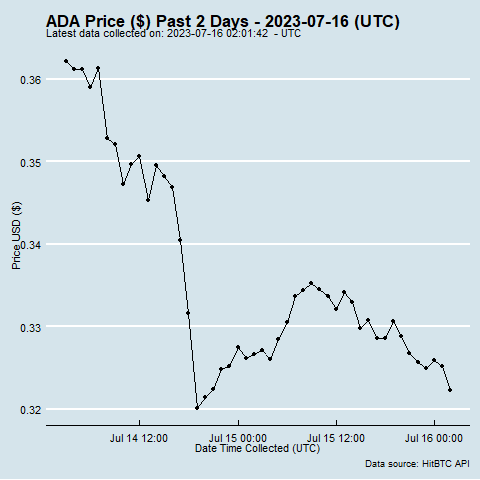 ADA Price ($) Past 2 Days - 2023-07-16 (UTC)
Latest data collected on: 2023-07-16 02:01:42 - UTC
0.36
0.35
0.34
0.33
0.32
Price USD ($)
Jul 14 12:00 Jul 15 00:00 Jul 15 12:00 Jul 16 00:00
Date Time Collected (UTC)
Data source: HitBTC API